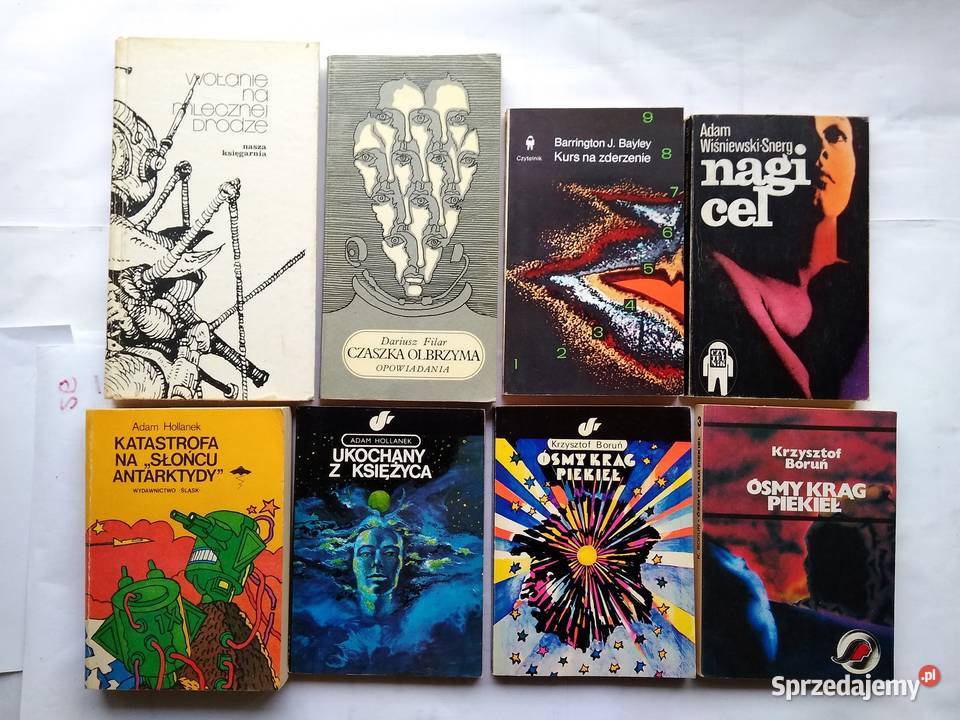 wołanie
na
mlecznej
drodze
nasza
księgarnia
Dariusz Filar
CZASZKA OLBRZYMA
OPOWIADANIA
Czytelnik
Barrington J. Bayley
Kurs na zderzenie
9
8
7
6
5
4
3
2
1
Adam
Wiśniewski-Snerg
nagi
cel
Adam Hollanek
KATASTROFA
NA „SŁOŃCU
ANTARKTYDY"
WYDAWNICTWO „ŚLĄSK"
ADAM HOLLANEK
UKOCHANY
Z KSIĘŻYCA
Krzysztof Boruń
ÓSMY KRĄG
PIEKIEŁ
Krzysztof
Boruń
ÓSMY KRĄG
PIEKIEŁ
Sprzedajemy.pl